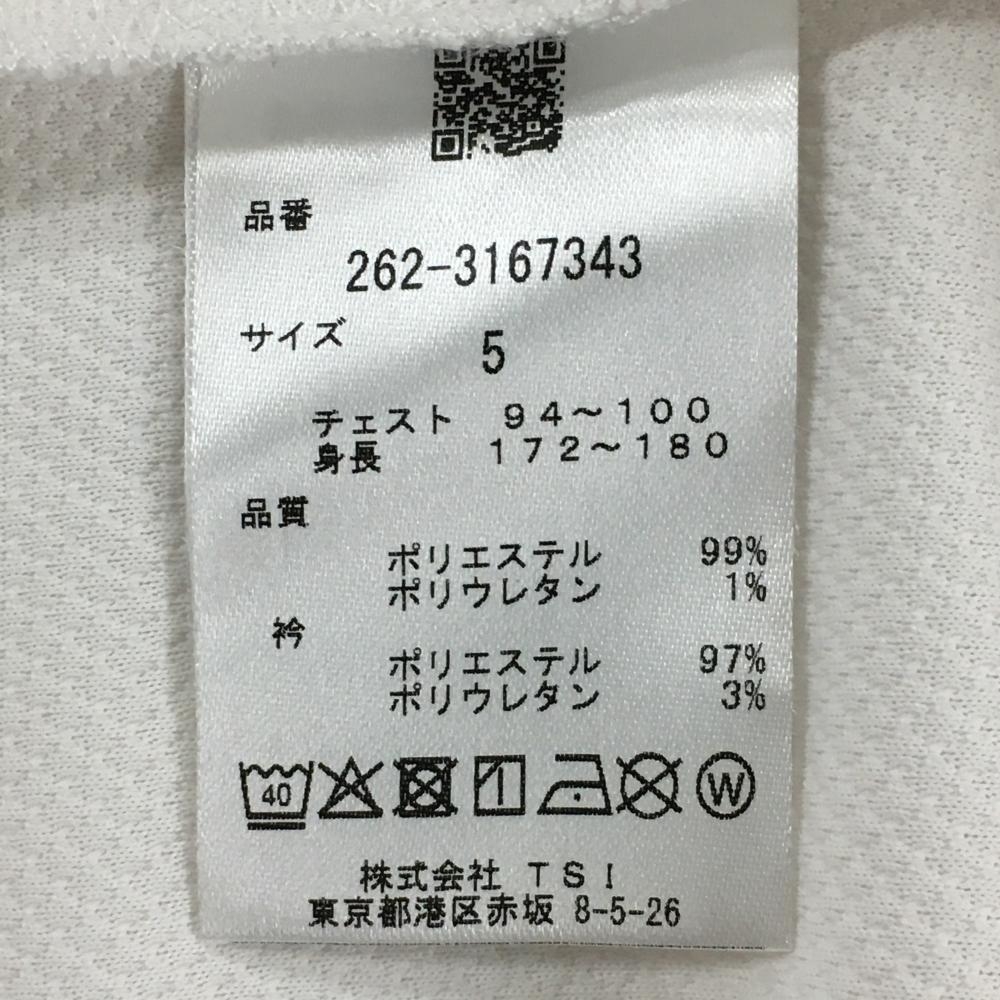 品番
262-3167343
サイズ 5
チェスト 94～100
身長 172～180
品質
ポリエステル 99%
ポリウレタン 1%
衿
ポリエステル 97%
ポリウレタン 3%
40 W
株式会社 TSI
東京都港区赤坂 8-5-26